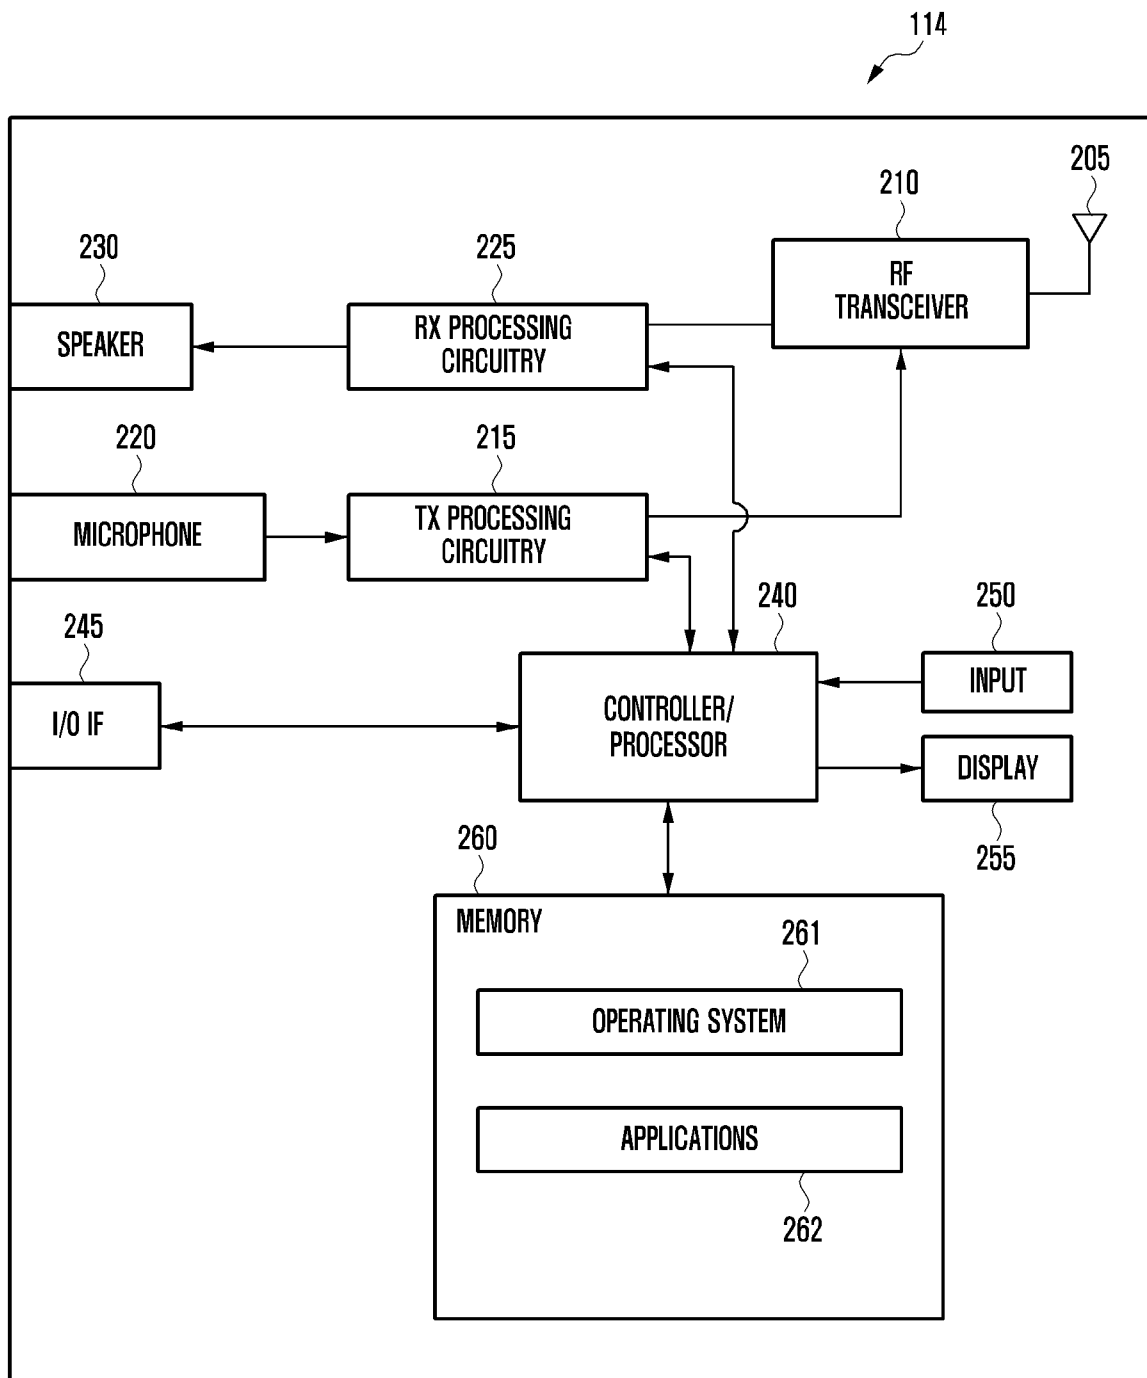 114
205
210
RF
TRANSCEIVER
230
225
SPEAKER
RX PROCESSING
CIRCUITRY
220
215
MICROPHONE
TX PROCESSING
CIRCUITRY
245
240
250
I/O IF
CONTROLLER/
PROCESSOR
INPUT
DISPLAY
255
260
MEMORY
261
OPERATING SYSTEM
APPLICATIONS
262